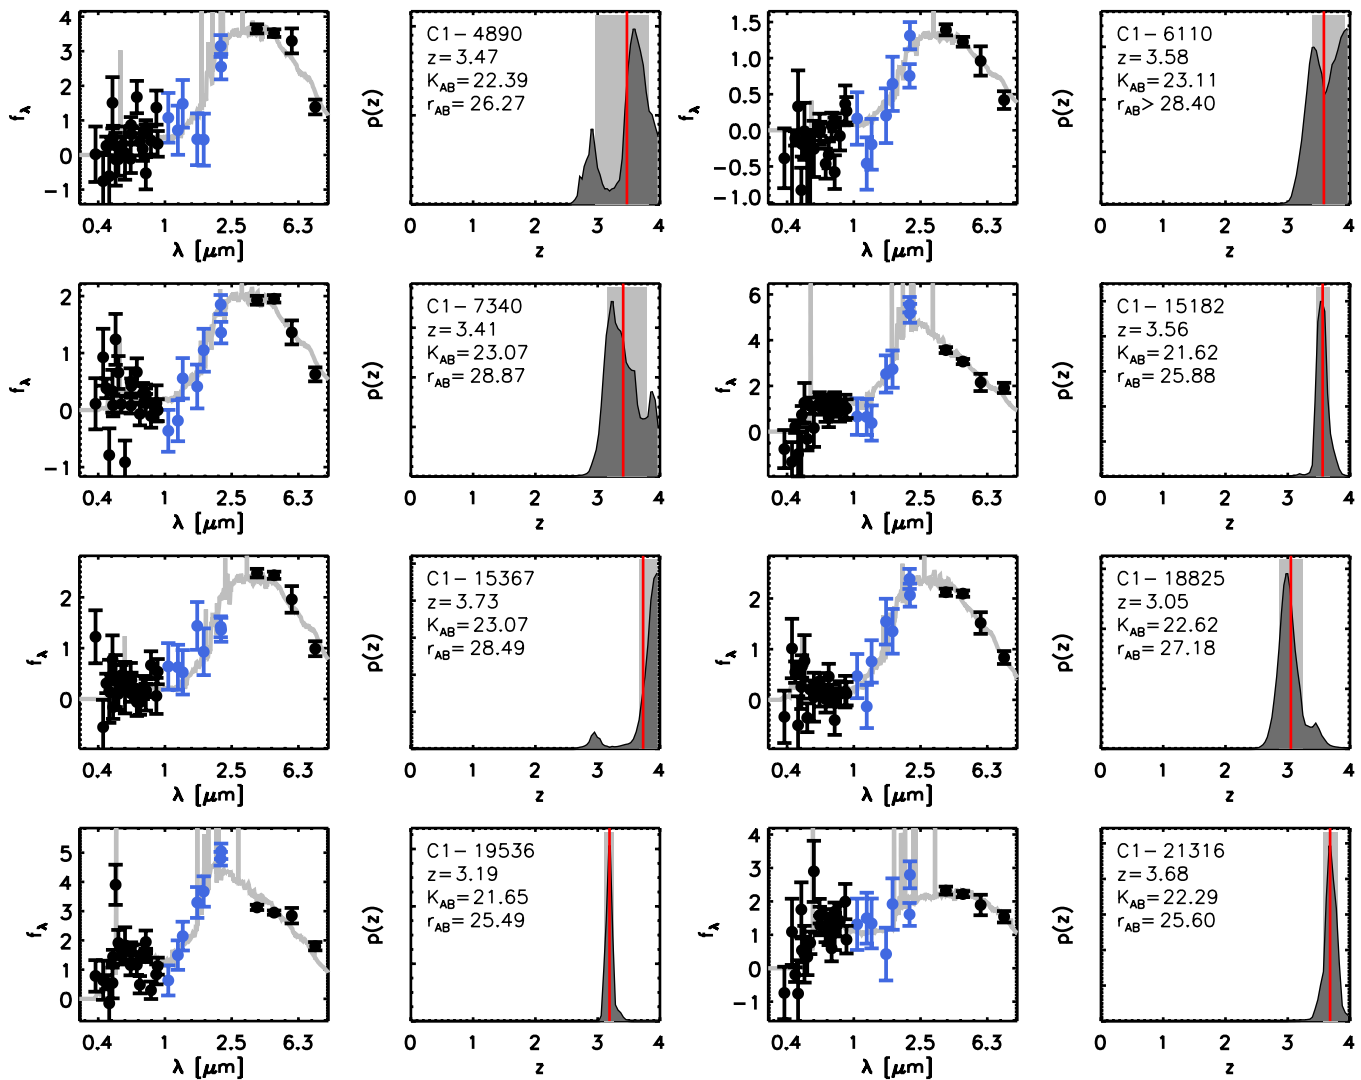 4
3
2
1
0
−1
f_λ
0.4 1 2.5 6.3
λ [μm]
p(z)
C1− 4890
z=3.47
K_AB=22.39
r_AB=26.27
0 1 2 3 4
z
1.5
1.0
0.5
0.0
−0.5
−1.0
f_λ
0.4 1 2.5 6.3
λ [μm]
p(z)
C1− 6110
z=3.58
K_AB=23.11
r_AB>28.40
0 1 2 3 4
z
2
1
0
−1
f_λ
0.4 1 2.5 6.3
λ [μm]
p(z)
C1− 7340
z=3.41
K_AB=23.07
r_AB=28.87
0 1 2 3 4
z
6
4
2
0
f_λ
0.4 1 2.5 6.3
λ [μm]
p(z)
C1− 15182
z=3.56
K_AB=21.62
r_AB=25.88
0 1 2 3 4
z
2
1
0
f_λ
0.4 1 2.5 6.3
λ [μm]
p(z)
C1− 15367
z=3.73
K_AB=23.07
r_AB=28.49
0 1 2 3 4
z
2
1
0
f_λ
0.4 1 2.5 6.3
λ [μm]
p(z)
C1− 18825
z=3.05
K_AB=22.62
r_AB=27.18
0 1 2 3 4
z
5
4
3
2
1
0
f_λ
0.4 1 2.5 6.3
λ [μm]
p(z)
C1− 19536
z=3.19
K_AB=21.65
r_AB=25.49
0 1 2 3 4
z
4
3
2
1
0
−1
f_λ
0.4 1 2.5 6.3
λ [μm]
p(z)
C1− 21316
z=3.68
K_AB=22.29
r_AB=25.60
0 1 2 3 4
z